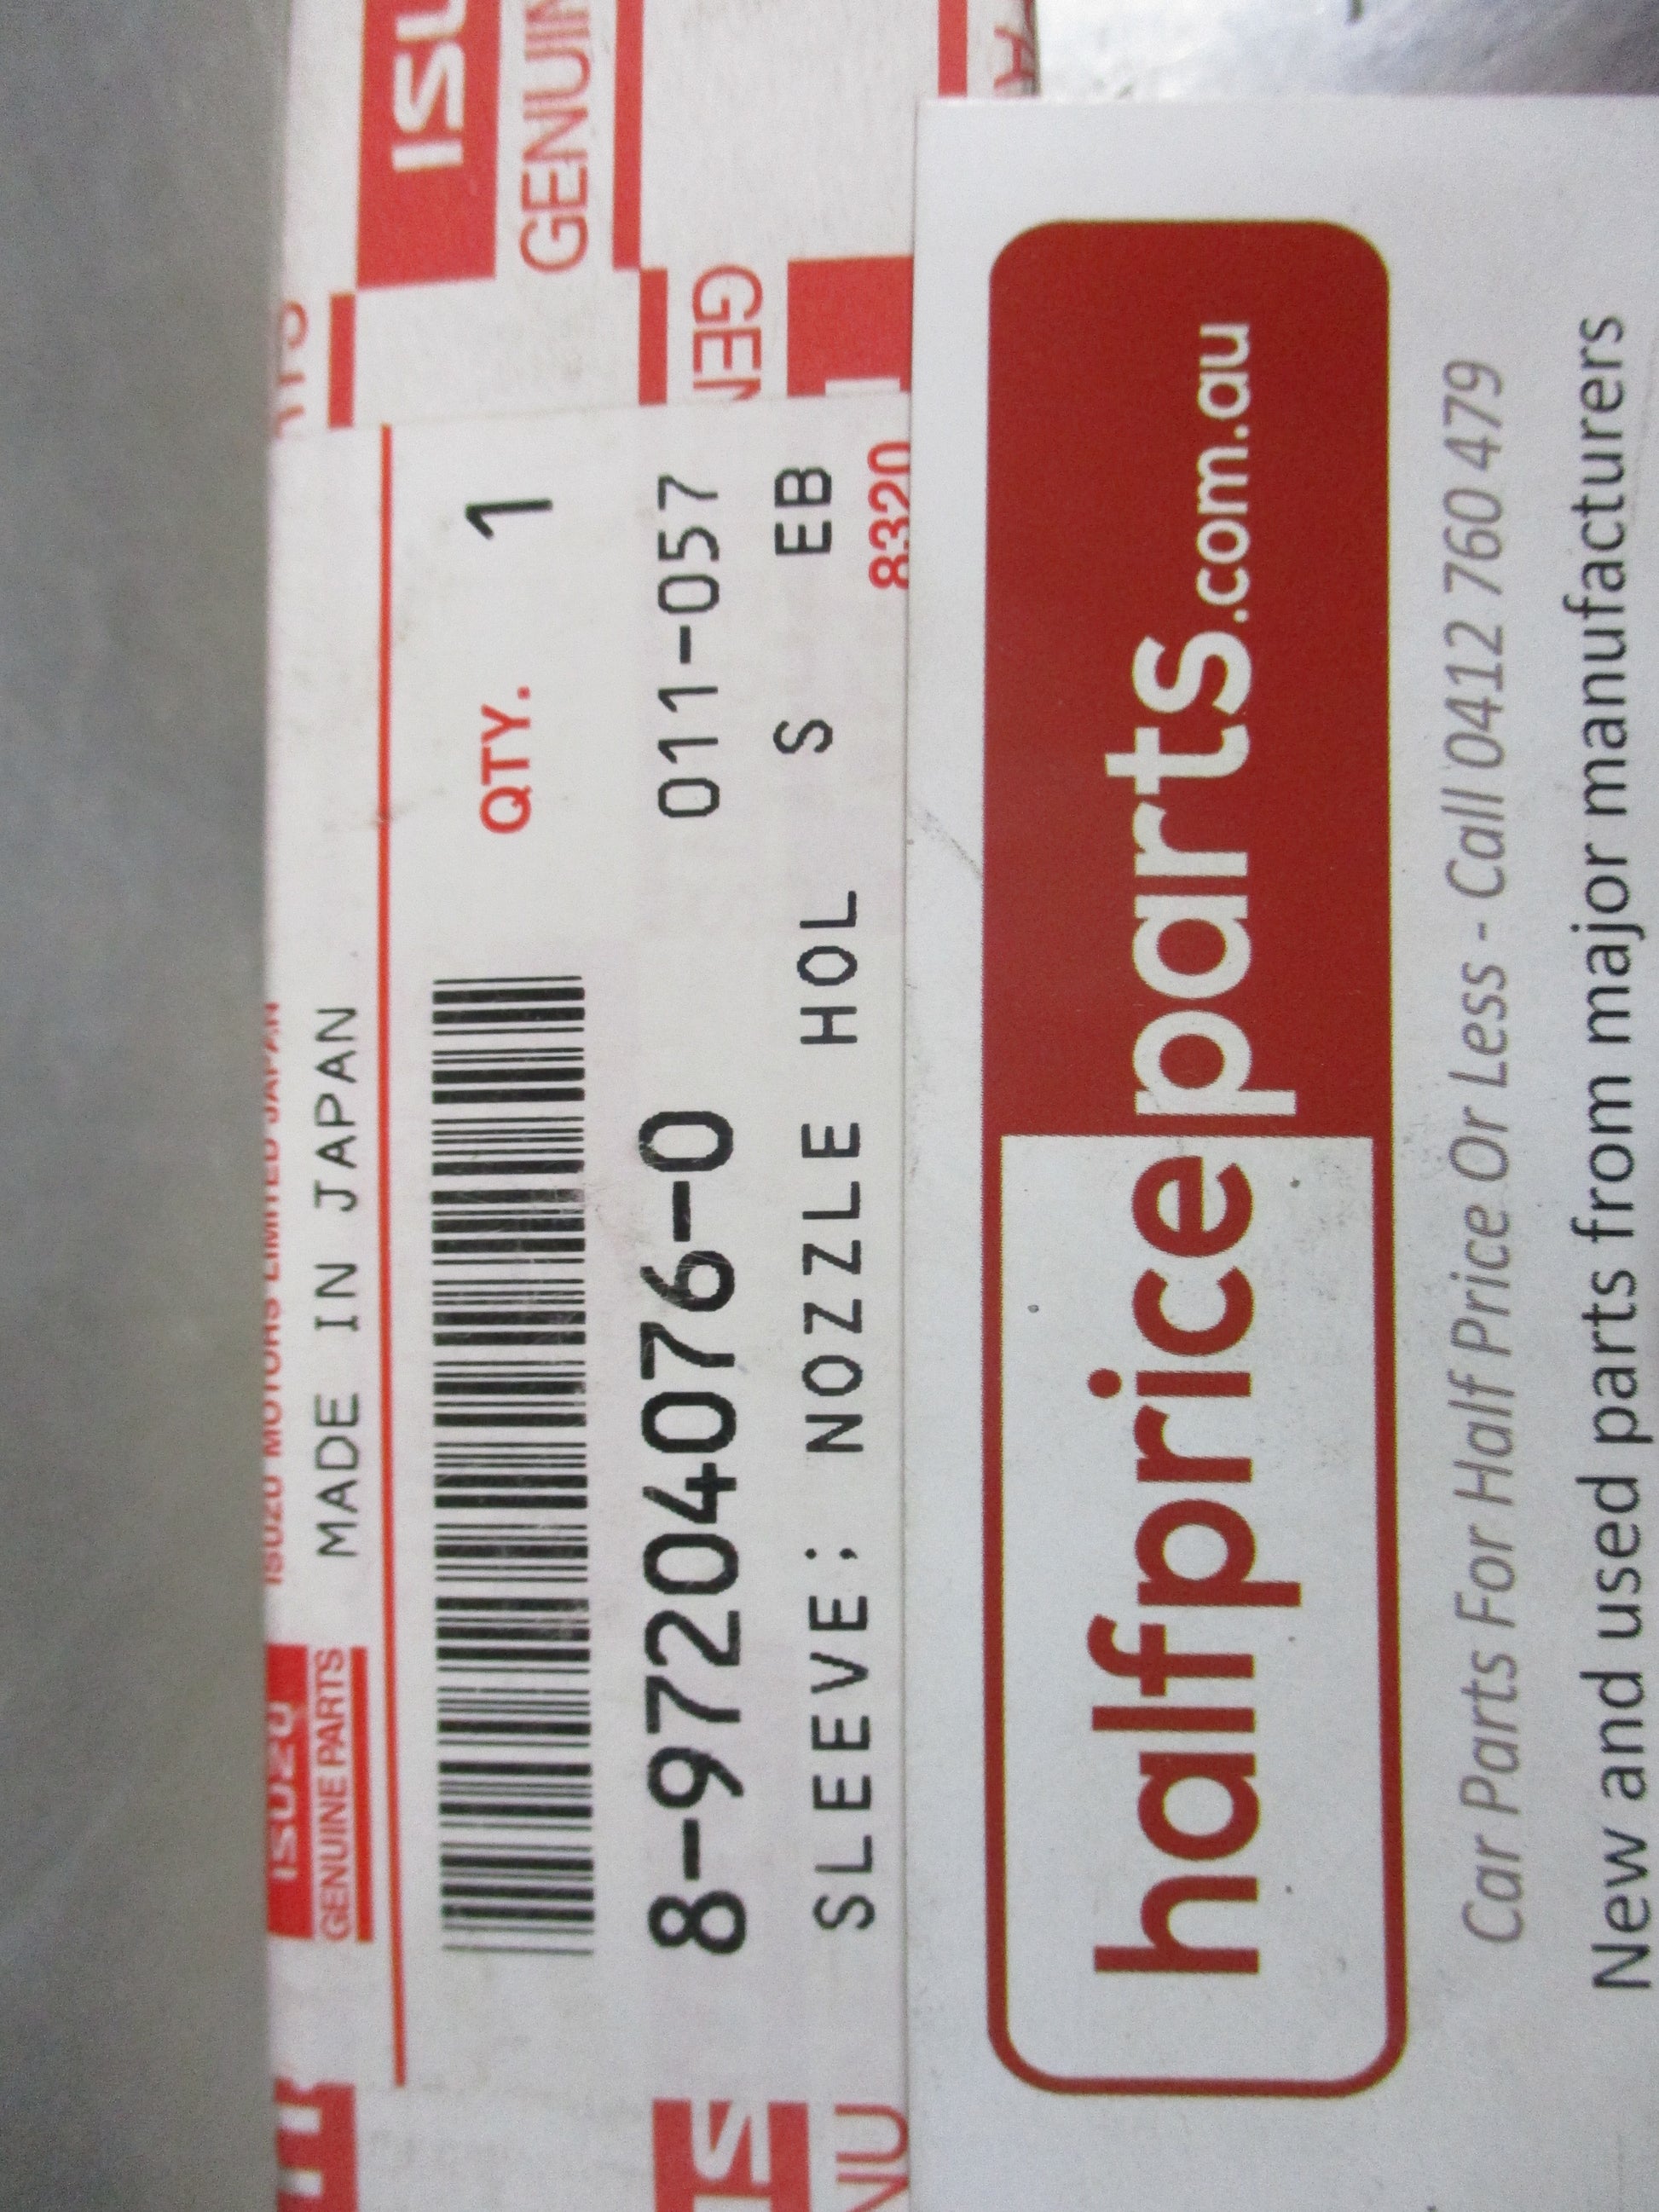 ISUZU MOTORS LIMITED JAPAN
ISUZU
GENUINE PARTS
MADE IN JAPAN
QTY. 1
8-97204076-0 011-057
SLEEVE; NOZZLE HOL S EB
8320
GENUIN
GEN
halfpriceparts.com.au
Car Parts For Half Price Or Less - Call 0412 760 479
New and used parts from major manufacturers